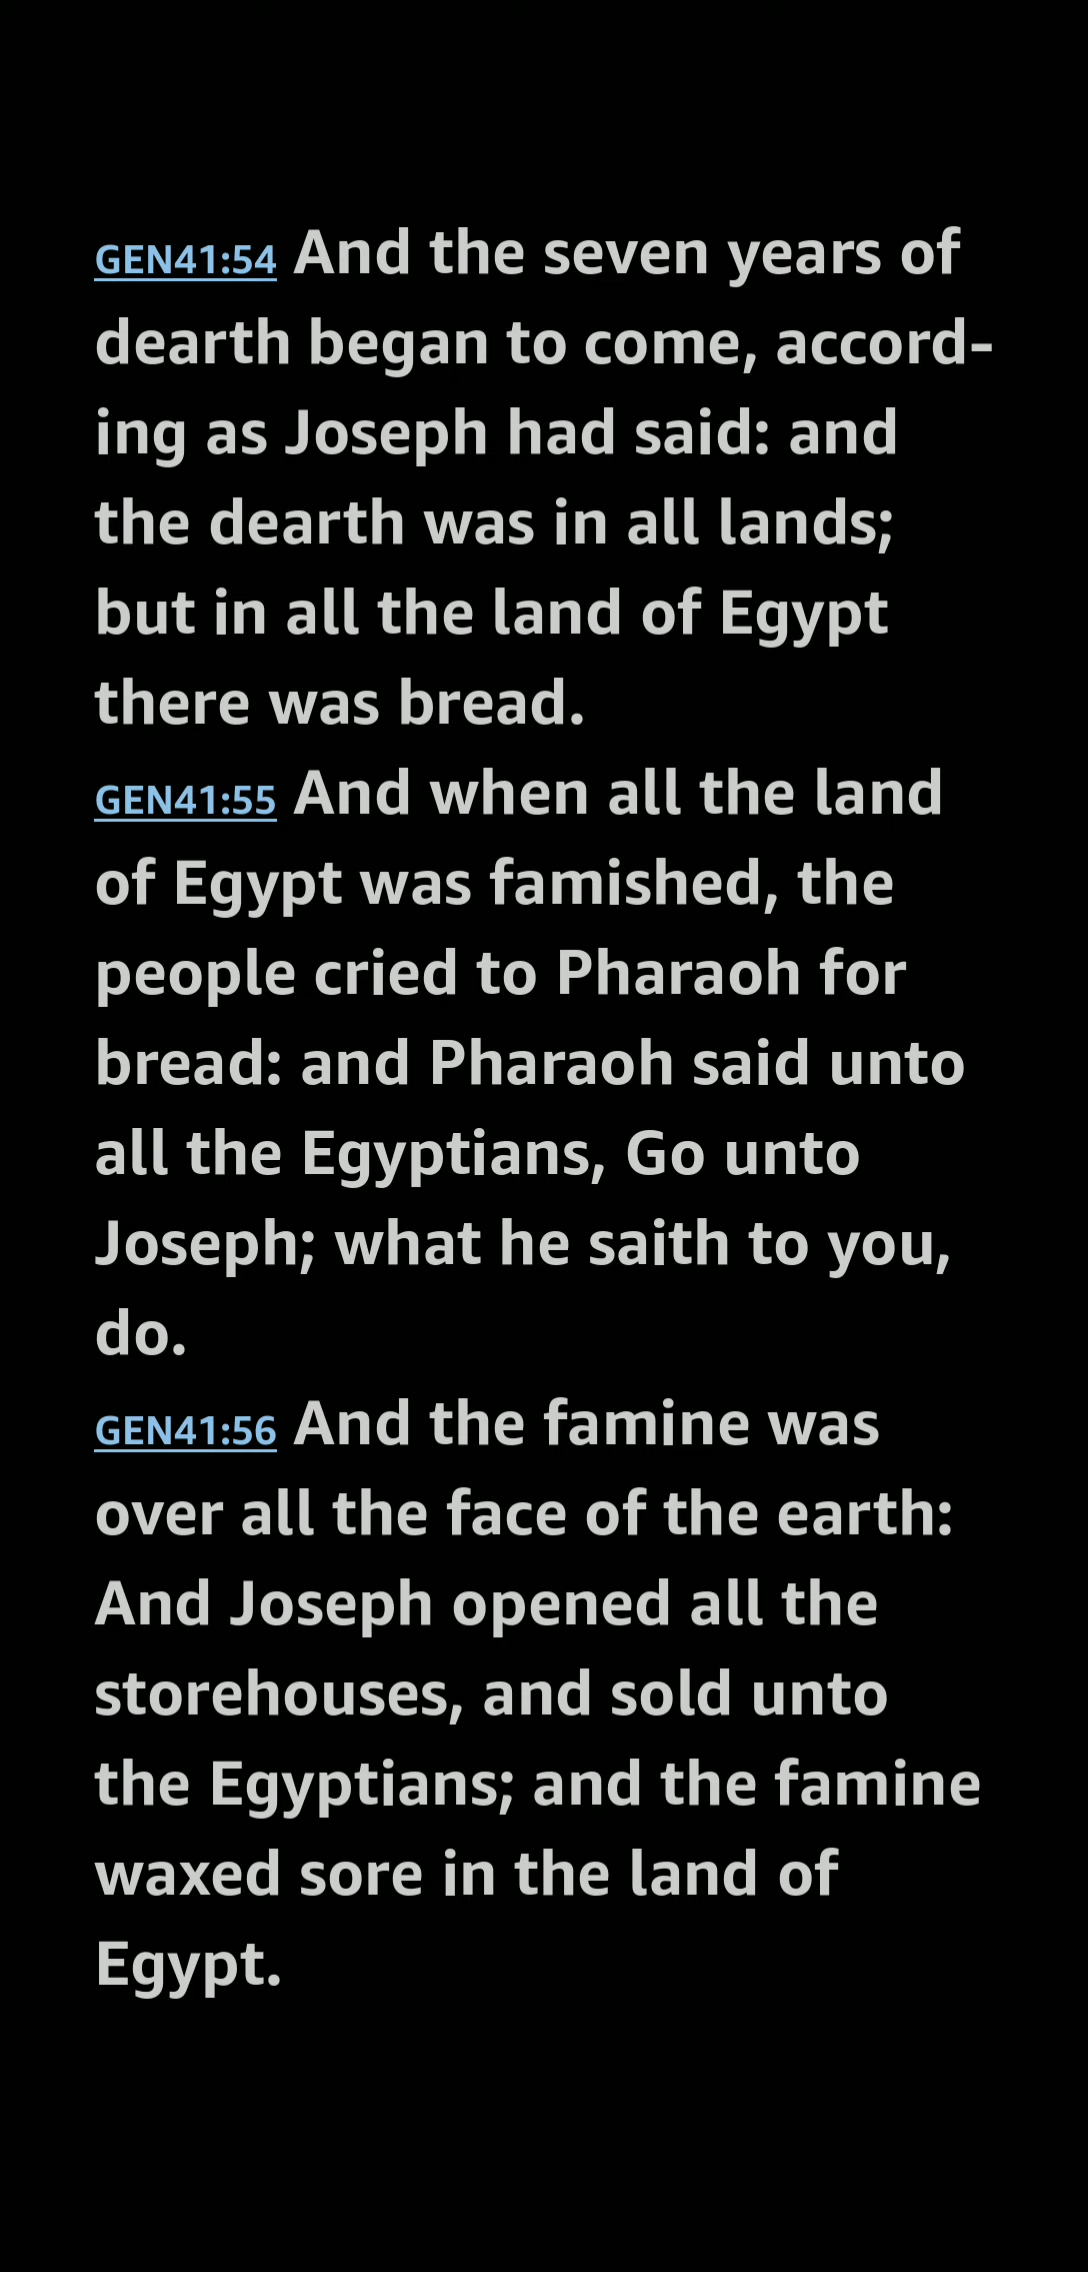 GEN41:54 And the seven years of
dearth began to come, accord-
ing as Joseph had said: and
the dearth was in all lands;
but in all the land of Egypt
there was bread.
GEN41:55 And when all the land
of Egypt was famished, the
people cried to Pharaoh for
bread: and Pharaoh said unto
all the Egyptians, Go unto
Joseph; what he saith to you,
do.
GEN41:56 And the famine was
over all the face of the earth:
And Joseph opened all the
storehouses, and sold unto
the Egyptians; and the famine
waxed sore in the land of
Egypt.